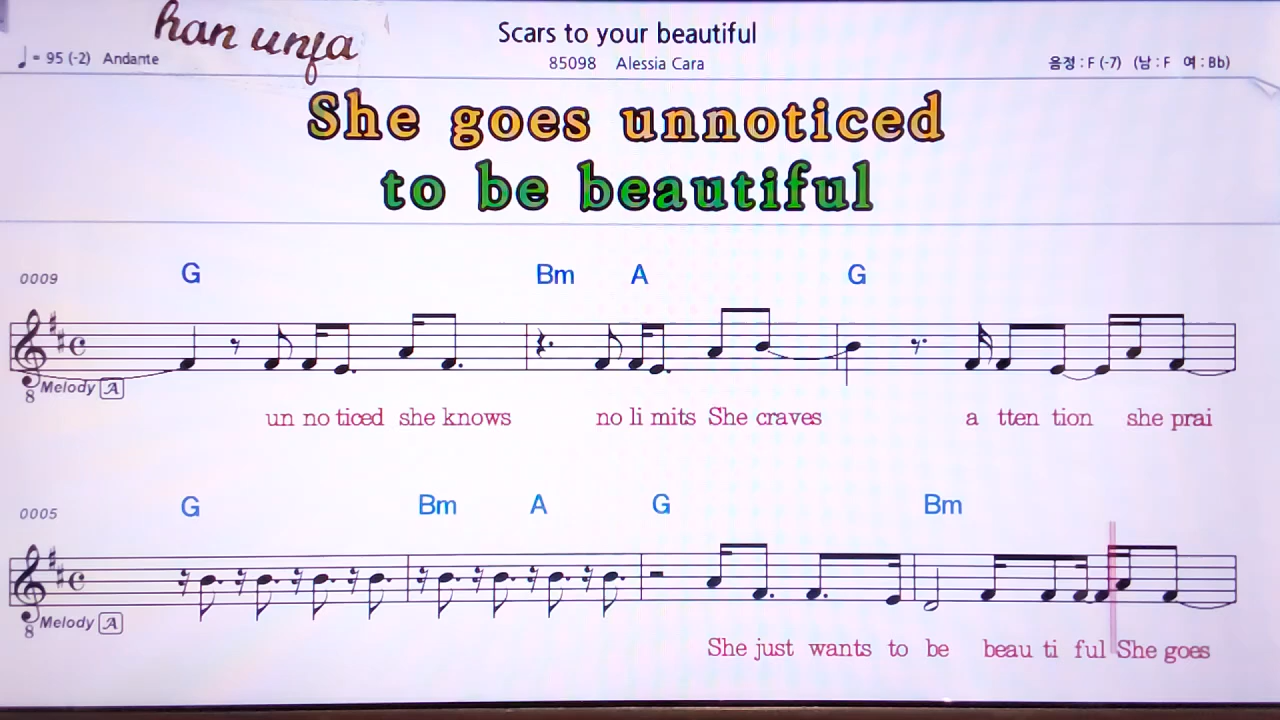 han unja
Scars to your beautiful
♩ = 95 (-2) Andante
85098 Alessia Cara
음정 : F (-7) (남 : F 여 : Bb)
She goes unnoticed
to be beautiful
0009
G Bm A G
8 Melody A
un no ticed she knows no li mits She craves a tten tion she prai
0005
G Bm A G Bm
8 Melody A
She just wants to be beau ti ful She goes